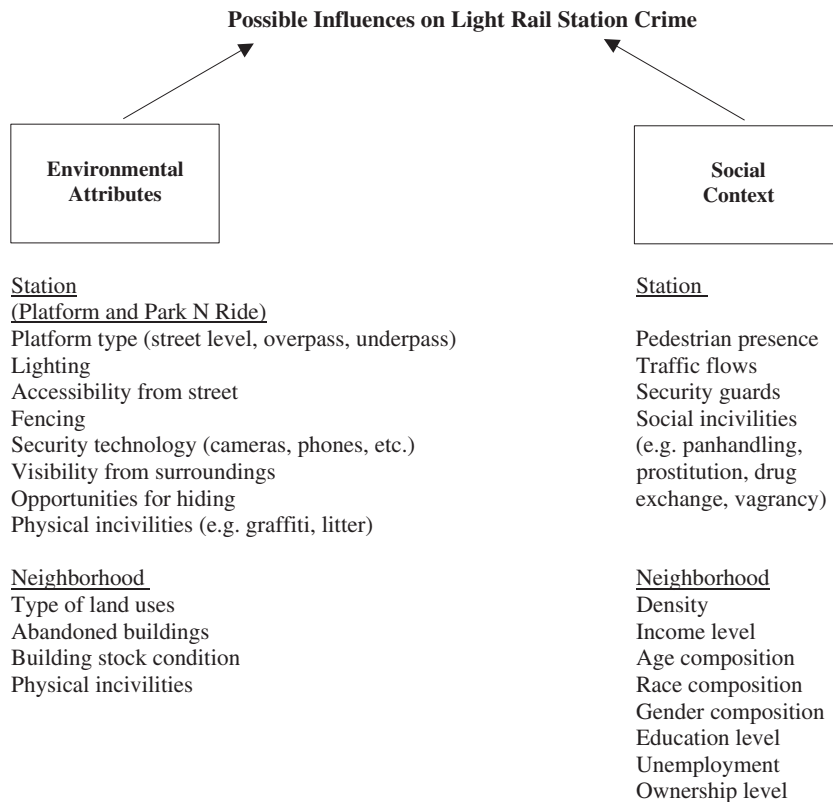 Possible Influences on Light Rail Station Crime
Environmental
Attributes
Station
(Platform and Park N Ride)
Platform type (street level, overpass, underpass)
Lighting
Accessibility from street
Fencing
Security technology (cameras, phones, etc.)
Visibility from surroundings
Opportunities for hiding
Physical incivilities (e.g. graffiti, litter)
Neighborhood
Type of land uses
Abandoned buildings
Building stock condition
Physical incivilities
Social
Context
Station
Pedestrian presence
Traffic flows
Security guards
Social incivilities
(e.g. panhandling,
prostitution, drug
exchange, vagrancy)
Neighborhood
Density
Income level
Age composition
Race composition
Gender composition
Education level
Unemployment
Ownership level